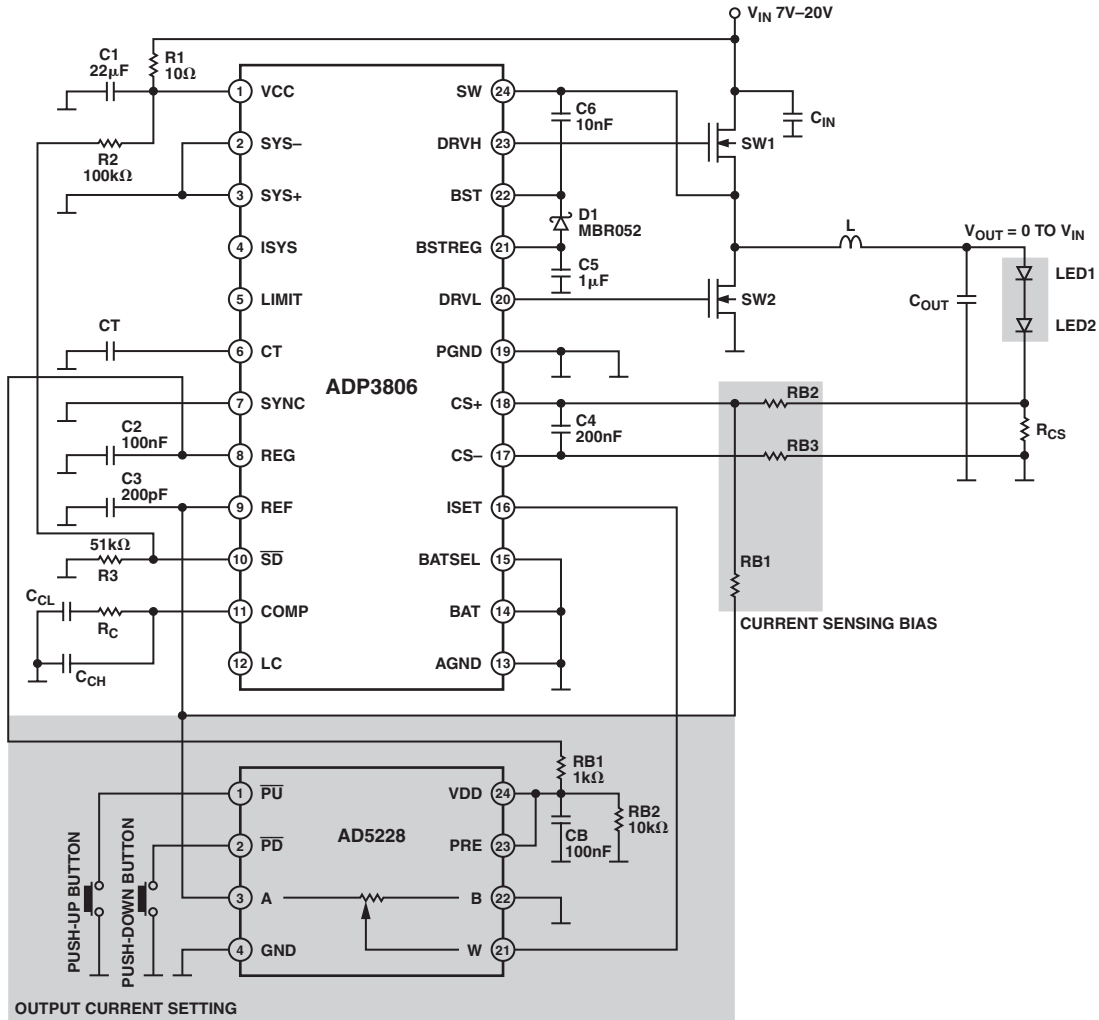 V_IN 7V–20V
C1
22µF
R1
10Ω
1 VCC
SW 24
C6
10nF
C_IN
2 SYS–
DRVH 23
SW1
R2
100kΩ
3 SYS+
BST 22
D1
MBR052
4 ISYS
BSTREG 21
L
V_OUT = 0 TO V_IN
C5
1µF
LED1
5 LIMIT
DRVL 20
SW2
C_OUT
LED2
CT
6 CT
PGND 19
ADP3806
7 SYNC
CS+ 18
RB2
C2
100nF
C4
200nF
R_CS
8 REG
CS– 17
RB3
C3
200pF
9 REF
ISET 16
51kΩ
R3
10 SD
BATSEL 15
RB1
C_CL
R_C
11 COMP
BAT 14
CURRENT SENSING BIAS
C_CH
12 LC
AGND 13
RB1
1kΩ
1 PU
VDD 24
RB2
10kΩ
AD5228
CB
100nF
2 PD
PRE 23
PUSH-UP BUTTON
PUSH-DOWN BUTTON
3 A
B 22
4 GND
W 21
OUTPUT CURRENT SETTING